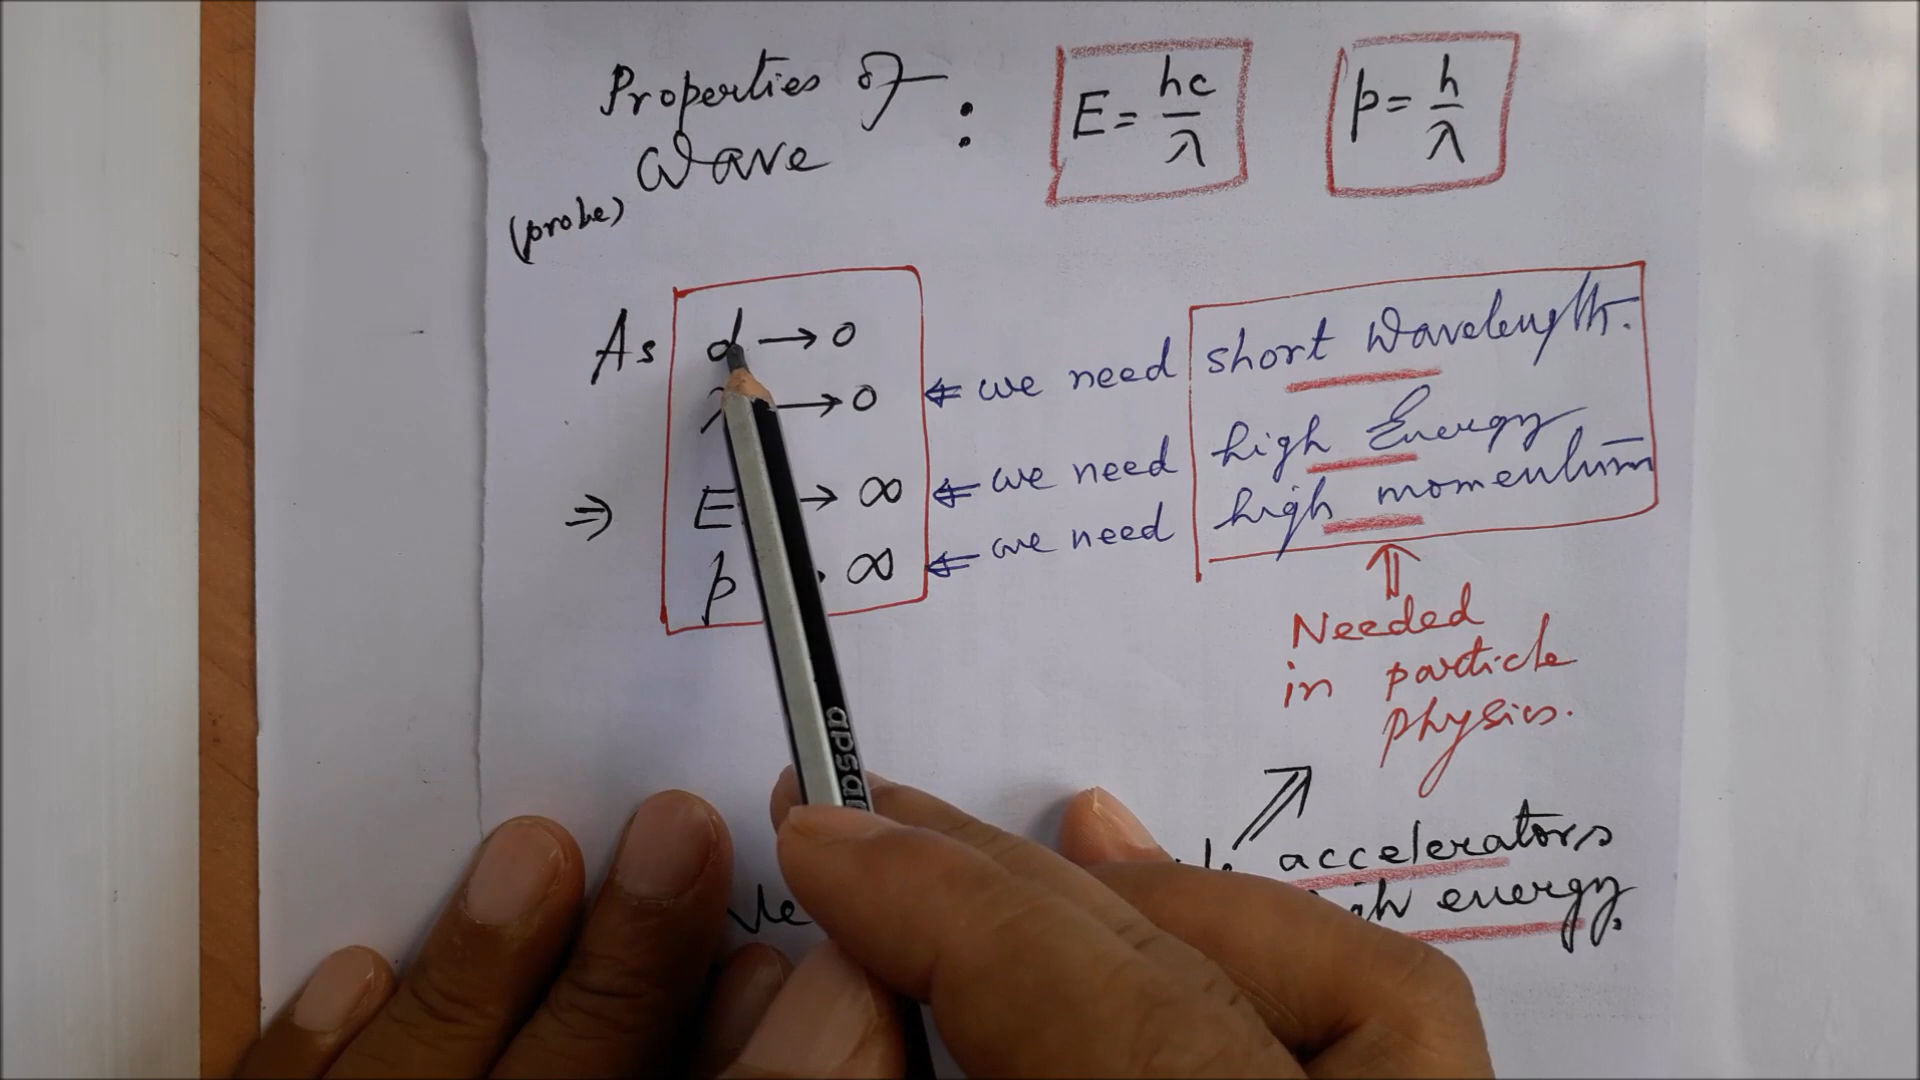 Properties of
Wave :
(probe)
E = hc/λ
p = h/λ
As d → 0
λ → 0 ⇐ we need short Wavelength.
⇒ E → ∞ ⇐ we need high Energy
p → ∞ ⇐ we need high momentum
⇑
Needed
in particle
physics.
⇗
accelerators
energy.
apsar